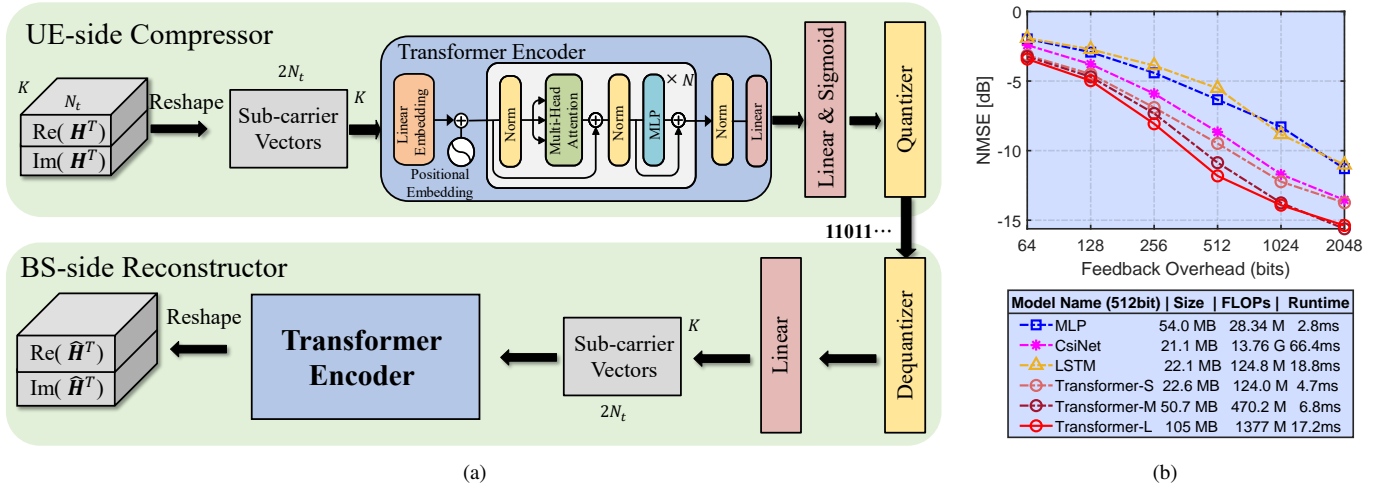 UE-side Compressor
K
N_t
Re( H^T)
Im( H^T)
Reshape
2N_t
K
Sub-carrier
Vectors
Transformer Encoder
Linear
Embedding
Positional
Embedding
Norm
Multi-Head
Attention
Norm
MLP
× N
Norm
Linear
Linear & Sigmoid
Quantizer
11011···
BS-side Reconstructor
Reshape
Re( Ĥ^T)
Im( Ĥ^T)
Transformer
Encoder
Sub-carrier
Vectors
K
2N_t
Linear
Dequantizer
(a)
NMSE [dB]
0
-5
-10
-15
64 128 256 512 1024 2048
Feedback Overhead (bits)
Model Name (512bit) | Size | FLOPs | Runtime
MLP 54.0 MB 28.34 M 2.8ms
CsiNet 21.1 MB 13.76 G 66.4ms
LSTM 22.1 MB 124.8 M 18.8ms
Transformer-S 22.6 MB 124.0 M 4.7ms
Transformer-M 50.7 MB 470.2 M 6.8ms
Transformer-L 105 MB 1377 M 17.2ms
(b)